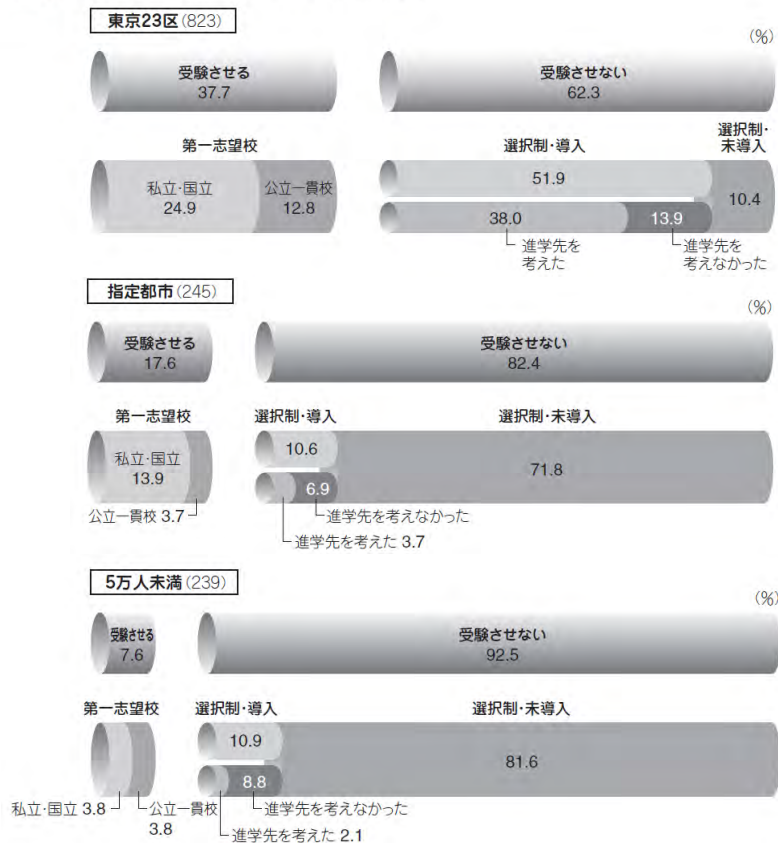 東京23区(823)
(%)
受験させる
37.7
受験させない
62.3
第一志望校
選択制・導入
選択制・
未導入
私立・国立
24.9
公立一貫校
12.8
51.9
10.4
38.0
13.9
進学先を
考えた
進学先を
考えなかった
指定都市(245)
(%)
受験させる
17.6
受験させない
82.4
第一志望校
選択制・導入
選択制・未導入
私立・国立
13.9
10.6
71.8
6.9
公立一貫校 3.7
進学先を考えなかった
進学先を考えた 3.7
5万人未満(239)
(%)
受験させる
7.6
受験させない
92.5
第一志望校
選択制・導入
選択制・未導入
10.9
81.6
8.8
私立・国立 3.8
公立一貫校
3.8
進学先を考えなかった
進学先を考えた 2.1